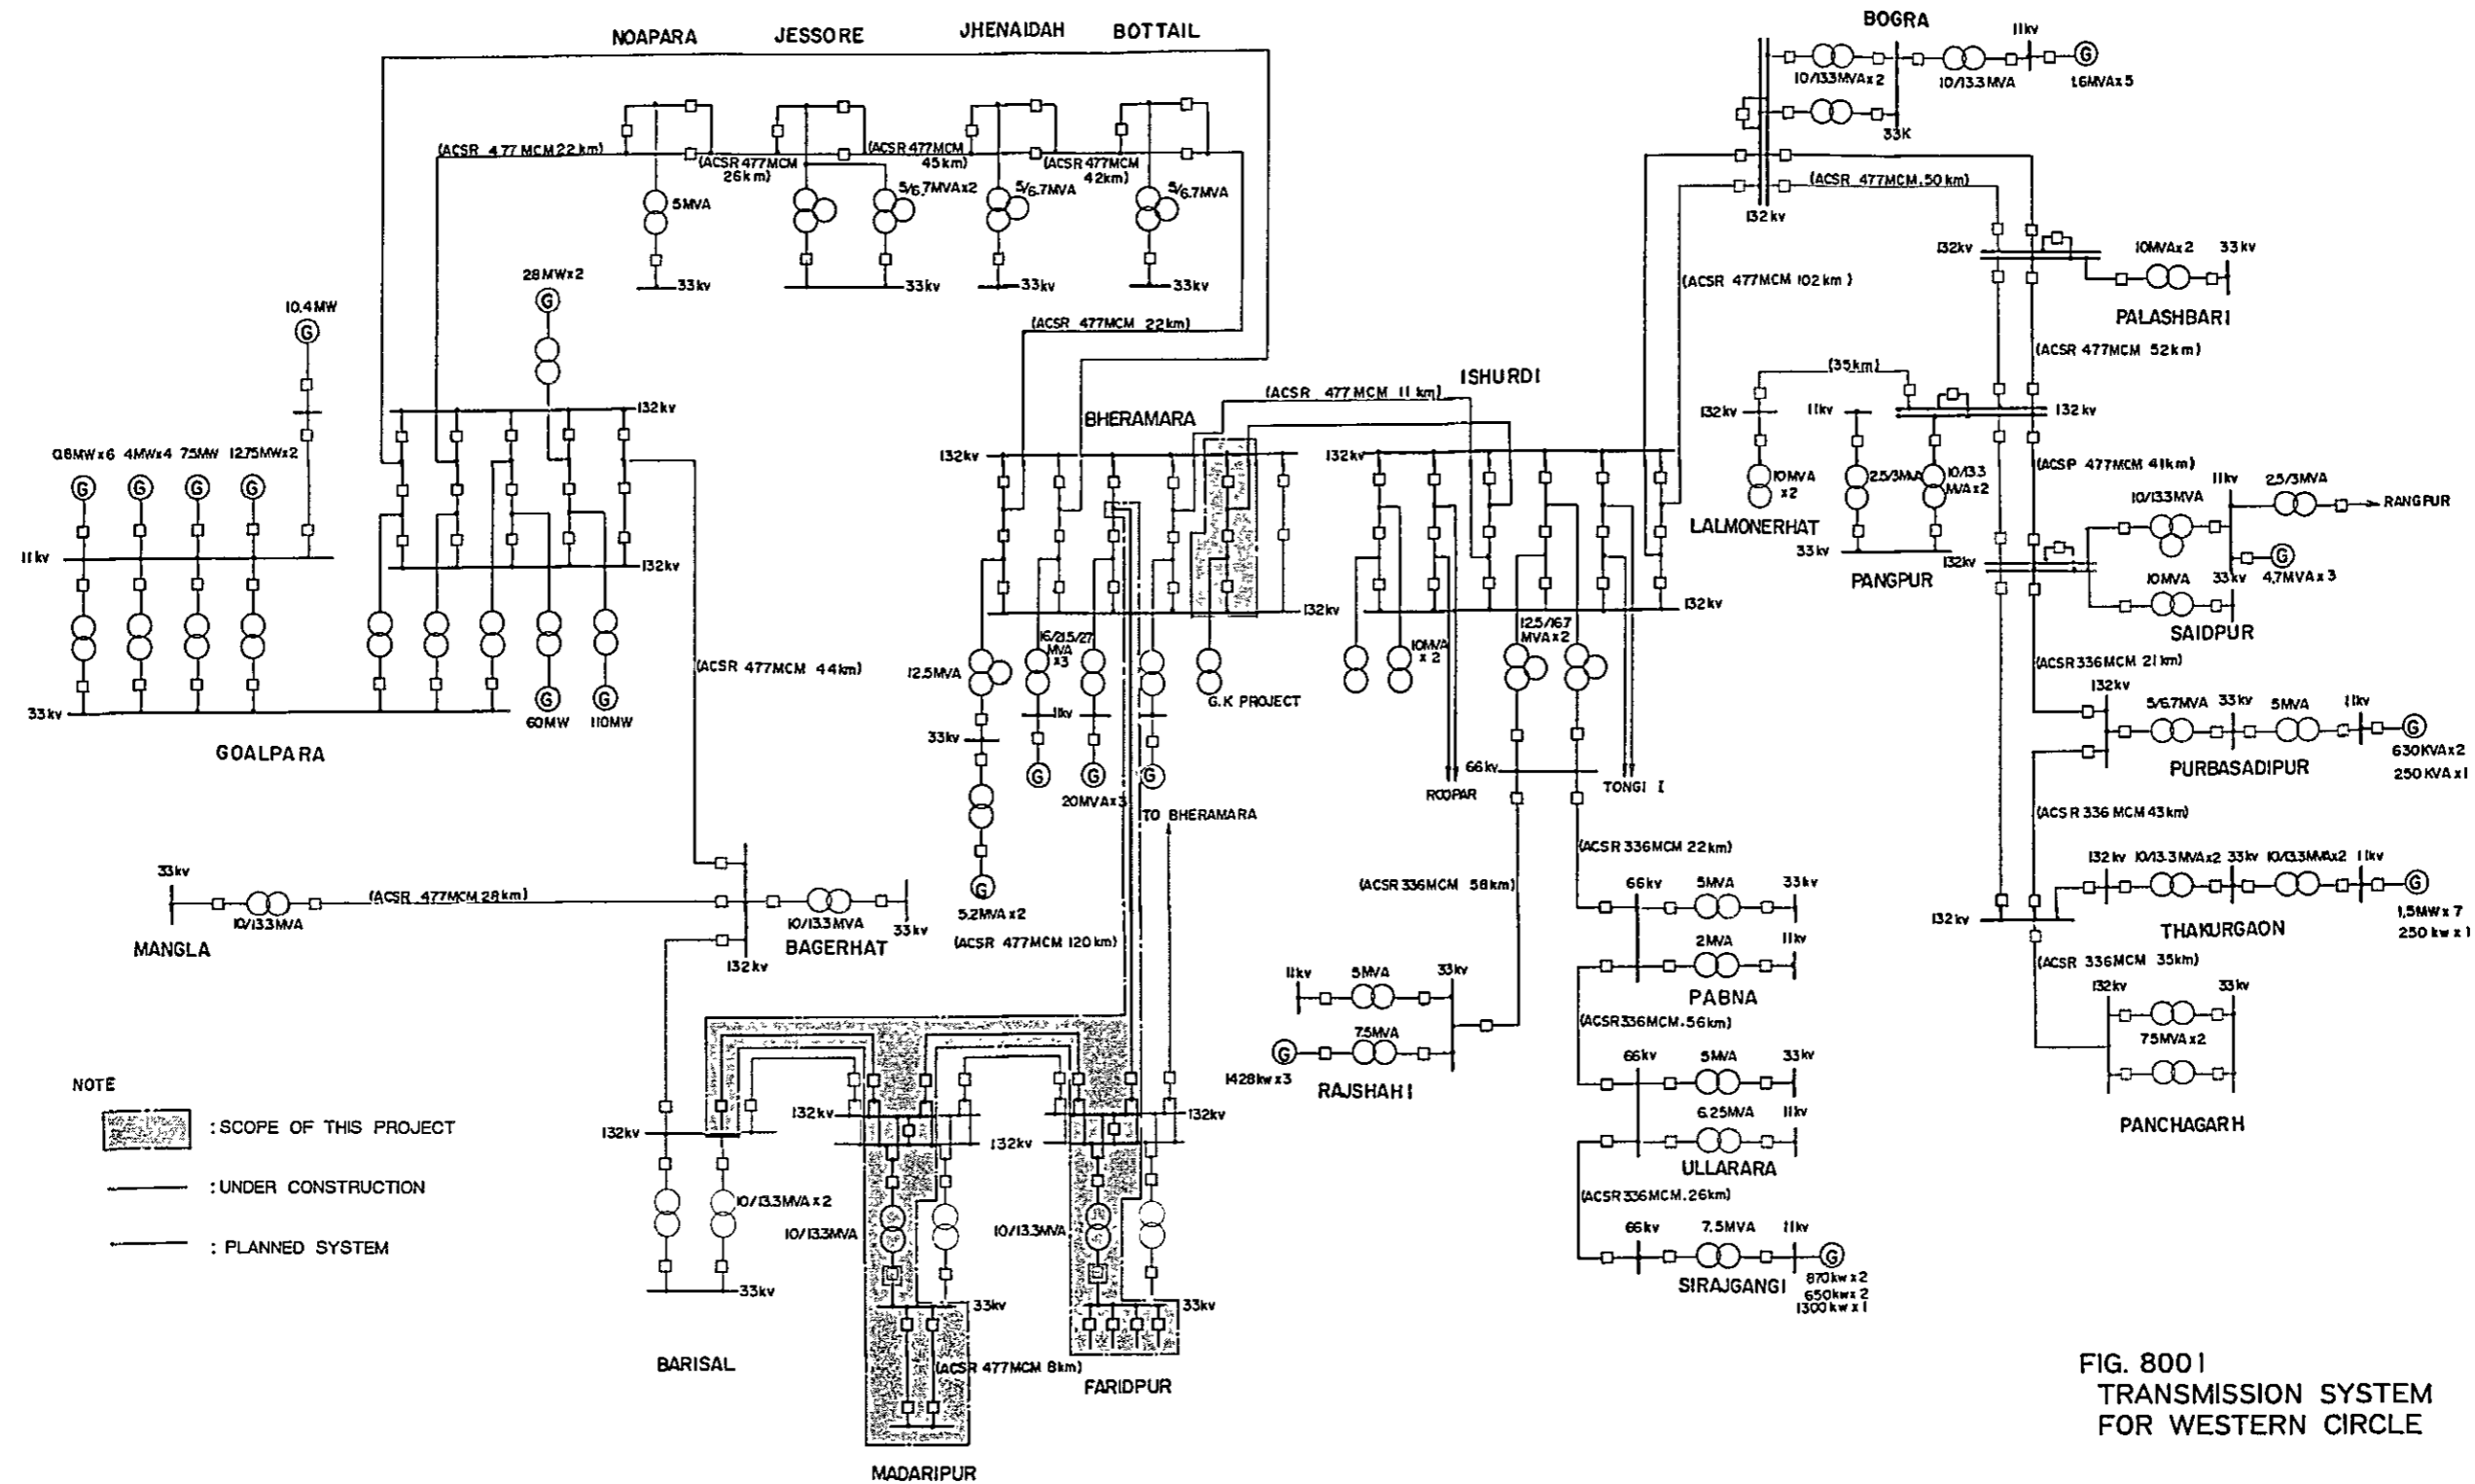 NOAPARA
JESSORE
JHENAIDAH
BOTTAIL
(ACSR 477 MCM 22km)
(ACSR 477MCM
26km)
(ACSR 477MCM
45km)
(ACSR 477MCM
42km)
5MVA
5/6.7MVAx2
5/6.7MVA
5/6.7MVA
33kv
33kv
33kv
33kv
(ACSR 477MCM 22km)
10.4MW
28MWx2
132kv
0.8MWx6
4MWx4
7.5MW
12.75MWx2
G
G
G
G
G
G
11kv
132kv
33kv
G
G
60MW
110MW
GOALPARA
(ACSR 477MCM 44km)
33kv
10/13.3MVA
MANGLA
(ACSR 477MCM 28km)
132kv
10/13.3MVA
33kv
BAGERHAT
BHERAMARA
132kv
132kv
12.5MVA
16/21.5/27
MVA
x3
11kv
33kv
G
G
G
G
20MVAx3
5.2MVAx2
G.K PROJECT
TO BHERAMARA
(ACSR 477MCM 120km)
(ACSR 477 MCM 11 km)
ISHURDI
132kv
132kv
10MVA
x 2
12.5/16.7
MVAx2
ROOPAR
TONGI I
66kv
(ACSR 336MCM 58km)
(ACSR 336MCM 22km)
11kv
5MVA
33kv
7.5MVA
G
1428kwx3
RAJSHAHI
66kv
5MVA
33kv
2MVA
11kv
PABNA
(ACSR336MCM.56km)
66kv
5MVA
33kv
6.25MVA
11kv
ULLARARA
(ACSR336MCM.26km)
66kv
7.5MVA
11kv
G
SIRAJGANGI
870kwx2
650kwx2
1300kwx1
BOGRA
11kv
G
10/13.3MVAx2
10/13.3MVA
1.6MVAx5
33K
132kv
(ACSR 477MCM.50km)
(ACSR 477MCM 102km)
132kv
10MVAx2
33kv
PALASHBARI
(ACSR 477MCM 52km)
(35km)
132kv
11kv
132kv
10MVA
x2
2.5/3MVA
10/13.3
MVAx2
LALMONERHAT
33kv
PANGPUR
(ACSP 477MCM 41km)
132kv
10/13.3MVA
11kv
2.5/3MVA
RANGPUR
G
4.7MVAx3
10MVA
33kv
SAIDPUR
(ACSR336MCM 21km)
132kv
5/6.7MVA
33kv
5MVA
11kv
G
630KVAx2
250KVAx1
PURBASADIPUR
(ACSR 336 MCM 43km)
132kv
10/13.3MVAx2
33kv
10/13.3MVAx2
11kv
G
132kv
THAKURGAON
1.5MWx7
250kwx1
(ACSR 336MCM 35km)
132kv
33kv
7.5MVAx2
PANCHAGARH
NOTE
: SCOPE OF THIS PROJECT
: UNDER CONSTRUCTION
: PLANNED SYSTEM
132kv
10/13.3MVAx2
33kv
BARISAL
132kv
132kv
10/13.3MVA
33kv
(ACSR 477MCM 8km)
MADARIPUR
132kv
10/13.3MVA
33kv
FARIDPUR
FIG. 8001
TRANSMISSION SYSTEM
FOR WESTERN CIRCLE